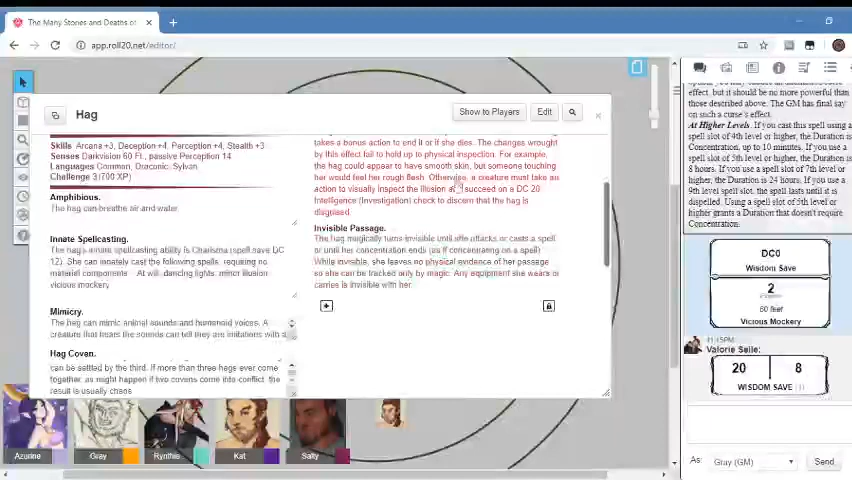 The Many Stones and Deaths of
app.roll20.net/editor/
Hag
Show to Players
Edit
Skills Arcana +3, Deception +4, Perception +4, Stealth +3
Senses Darkvision 60 Ft., passive Perception 14
Languages Common, Draconic, Sylvan
Challenge 3 (700 XP)
Amphibious.
The hag can breathe air and water.
Innate Spellcasting.
The hag's innate spellcasting ability is Charisma (spell save DC
12). She can innately cast the following spells, requiring no
material components At will: dancing lights, minor illusion
vicious mockery
Mimicry.
The hag can mimic animal sounds and humanoid voices. A
creature that hears the sounds can tell they are imitations with a
Hag Coven.
can be settled by the third. If more than three hags ever come
together, as might happen if two covens come into conflict, the
result is usually chaos
takes a bonus action to end it or if she dies. The changes wrought
by this effect fail to hold up to physical inspection. For example,
the hag could appear to have smooth skin, but someone touching
her would feel her rough flesh. Otherwise, a creature must take an
action to visually inspect the illusion and succeed on a DC 20
Intelligence (Investigation) check to discern that the hag is
disgraed
Invisible Passage.
The hag magically turns invisible until she attacks or casts a spell
or until her concentration ends (as if concentrating on a spell)
While invisible, she leaves no physical evidence of her passage
so she can be tracked only by magic. Any equipment she wears or
carries is invisible with her.
Azurine
Gray
Rynthie
Kat
Salty
effect, but it should be no more powerful than
those described above. The GM has final say
on such a curse's effect.
At Higher Levels. If you cast this spell using
a spell slot of 4th level or higher, the Duration is
Concentration, up to 10 minutes. If you use a
spell slot of 5th level or higher, the Duration is
8 hours. If you use a spell slot of 7th level or
higher, the Duration is 24 hours. If you use a
9th level spell slot, the spell lasts until it is
dispelled. Using a spell slot of 5th level or
higher grants a Duration that doesn't require
Concentration.
DC0
Wisdom Save
2
60 feet
Vicious Mockery
11:15PM
Valorie Selle:
20
8
WISDOM SAVE
As:
Gray (GM)
Send